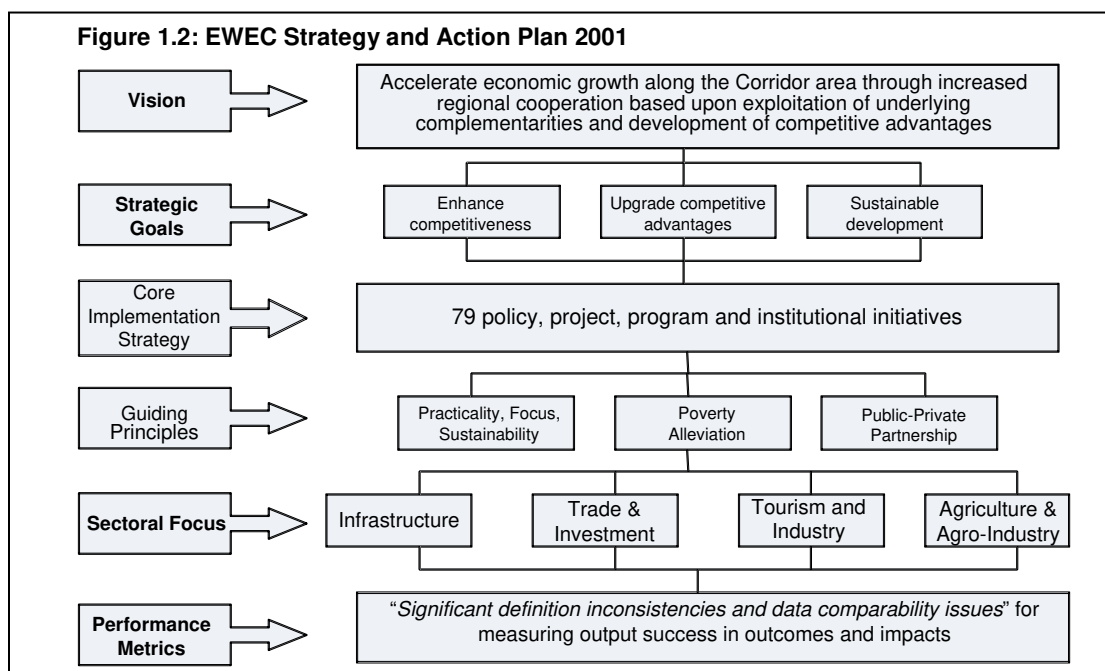 Figure 1.2: EWEC Strategy and Action Plan 2001
Vision
Accelerate economic growth along the Corridor area through increased
regional cooperation based upon exploitation of underlying
complementarities and development of competitive advantages
Strategic
Goals
Enhance
competitiveness
Upgrade competitive
advantages
Sustainable
development
Core
Implementation
Strategy
79 policy, project, program and institutional initiatives
Guiding
Principles
Practicality, Focus,
Sustainability
Poverty
Alleviation
Public-Private
Partnership
Sectoral Focus
Infrastructure
Trade &
Investment
Tourism and
Industry
Agriculture &
Agro-Industry
Performance
Metrics
“Significant definition inconsistencies and data comparability issues” for
measuring output success in outcomes and impacts